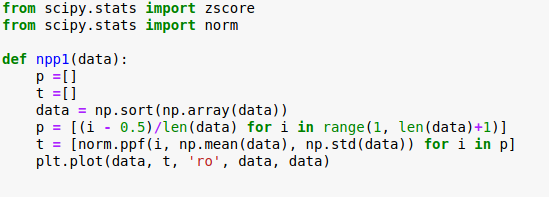 from scipy.stats import zscore
from scipy.stats import norm
def npp1(data):
    p =[]
    t =[]
    data = np.sort(np.array(data))
    p = [(i - 0.5)/len(data) for i in range(1, len(data)+1)]
    t = [norm.ppf(i, np.mean(data), np.std(data)) for i in p]
    plt.plot(data, t, 'ro', data, data)